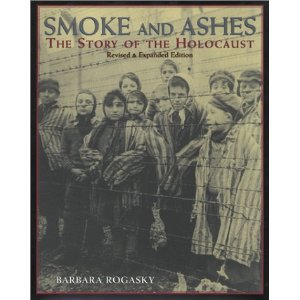 SMOKE AND ASHES
THE STORY OF THE HOLOCAUST
Revised & Expanded Edition
BARBARA ROGASKY